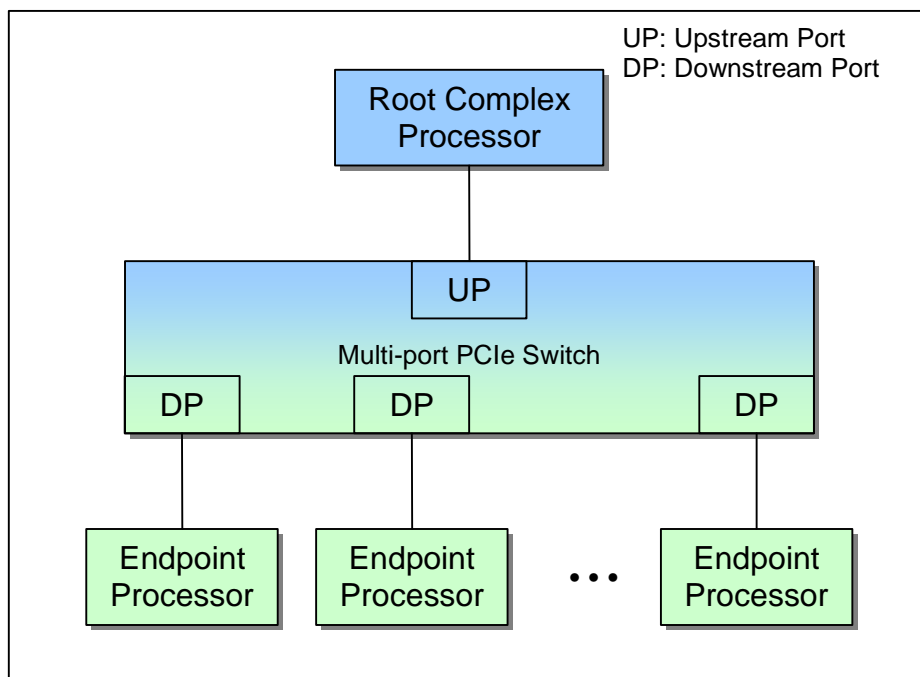 UP: Upstream Port
DP: Downstream Port
Root Complex
Processor
UP
Multi-port PCIe Switch
DP
DP
DP
Endpoint
Processor
Endpoint
Processor
•••
Endpoint
Processor